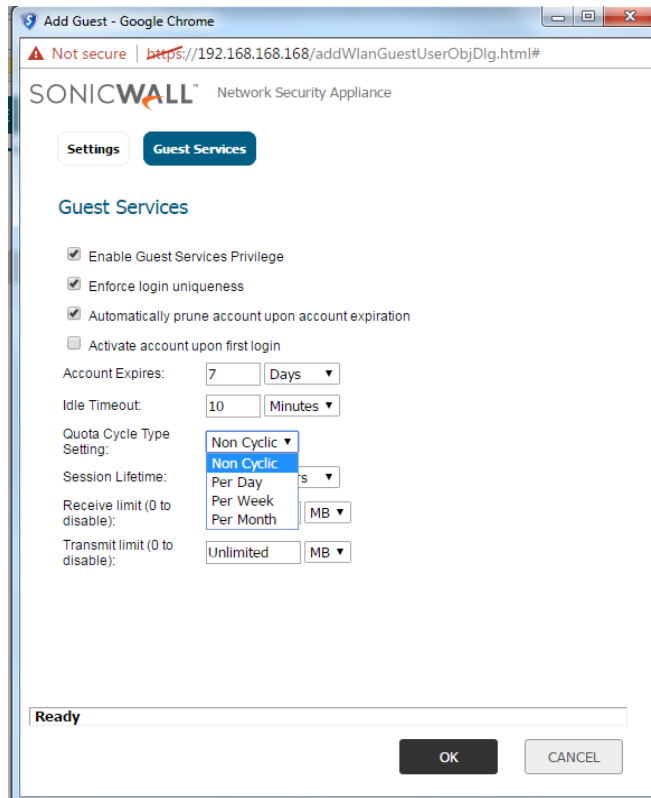 Add Guest - Google Chrome
Not secure | https://192.168.168.168/addWlanGuestUserObjDlg.html#
SONICWALL™ Network Security Appliance
Settings Guest Services
Guest Services
Enable Guest Services Privilege
Enforce login uniqueness
Automatically prune account upon account expiration
Activate account upon first login
Account Expires: 7 Days
Idle Timeout: 10 Minutes
Quota Cycle Type
Setting: Non Cyclic
Non Cyclic
Session Lifetime:
Per Day
Per Week
Receive limit (0 to
disable): MB
Per Month
Transmit limit (0 to
disable): Unlimited MB
Ready
OK CANCEL